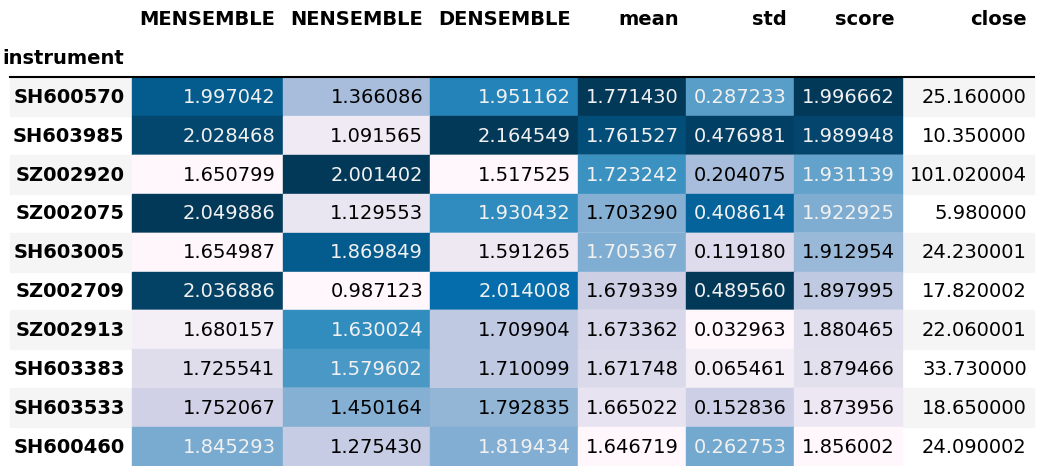 MENSEMBLE NENSEMBLE DENSEMBLE mean std score close
instrument
SH600570 1.997042 1.366086 1.951162 1.771430 0.287233 1.996662 25.160000
SH603985 2.028468 1.091565 2.164549 1.761527 0.476981 1.989948 10.350000
SZ002920 1.650799 2.001402 1.517525 1.723242 0.204075 1.931139 101.020004
SZ002075 2.049886 1.129553 1.930432 1.703290 0.408614 1.922925 5.980000
SH603005 1.654987 1.869849 1.591265 1.705367 0.119180 1.912954 24.230001
SZ002709 2.036886 0.987123 2.014008 1.679339 0.489560 1.897995 17.820002
SZ002913 1.680157 1.630024 1.709904 1.673362 0.032963 1.880465 22.060001
SH603383 1.725541 1.579602 1.710099 1.671748 0.065461 1.879466 33.730000
SH603533 1.752067 1.450164 1.792835 1.665022 0.152836 1.873956 18.650000
SH600460 1.845293 1.275430 1.819434 1.646719 0.262753 1.856002 24.090002